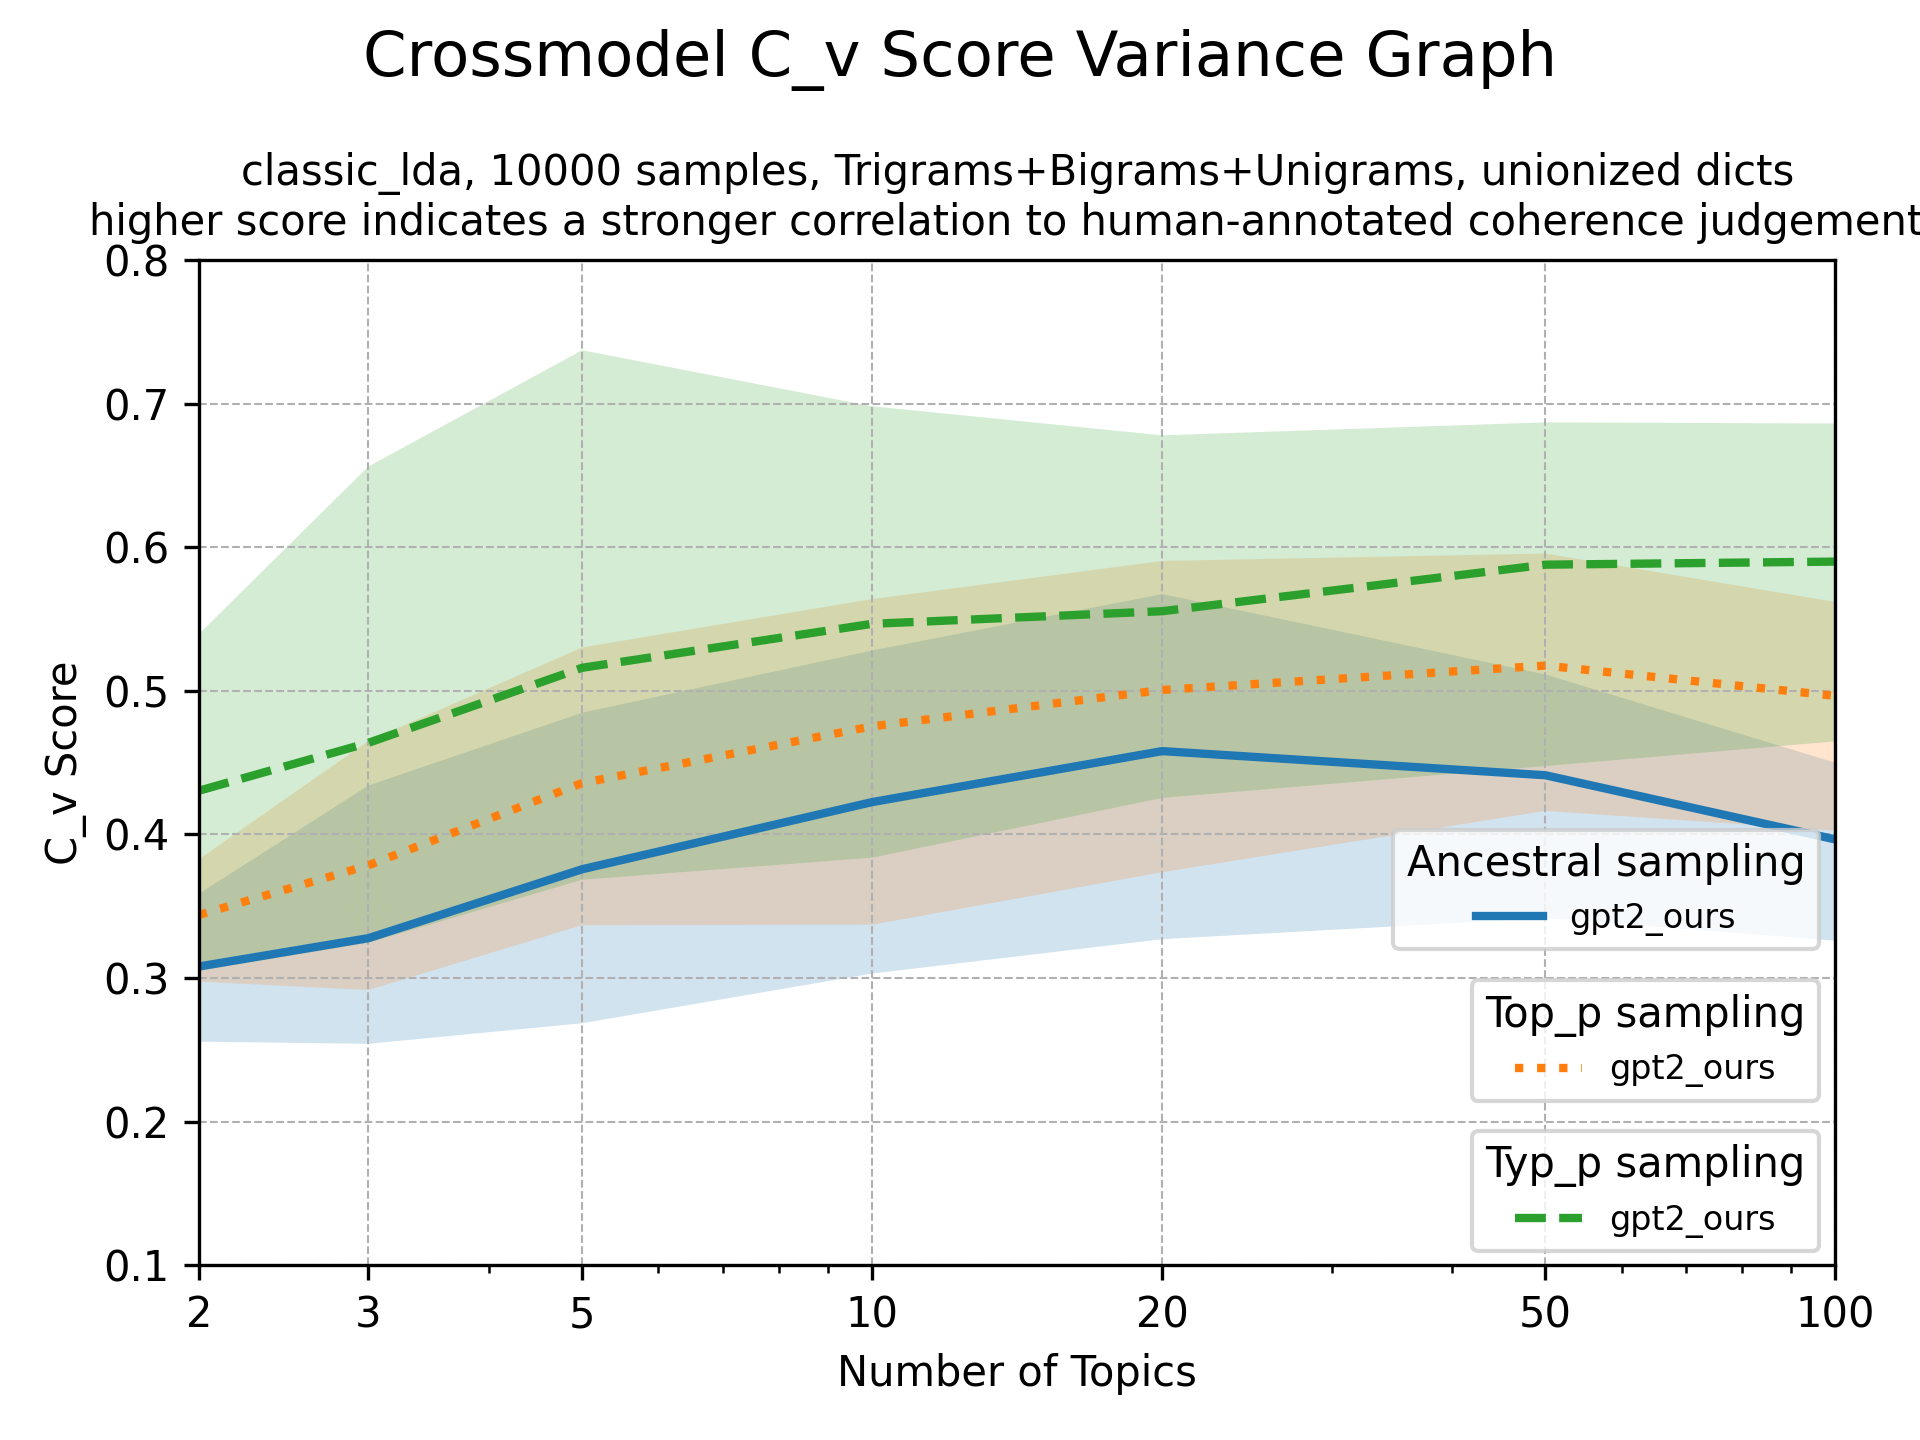 Crossmodel C_v Score Variance Graph
classic_lda, 10000 samples, Trigrams+Bigrams+Unigrams, unionized dicts
higher score indicates a stronger correlation to human-annotated coherence judgement
0.8
0.7
0.6
0.5
0.4
0.3
0.2
0.1
C_v Score
Ancestral sampling
gpt2_ours
Top_p sampling
gpt2_ours
Typ_p sampling
gpt2_ours
2 3 5 10 20 50 100
Number of Topics